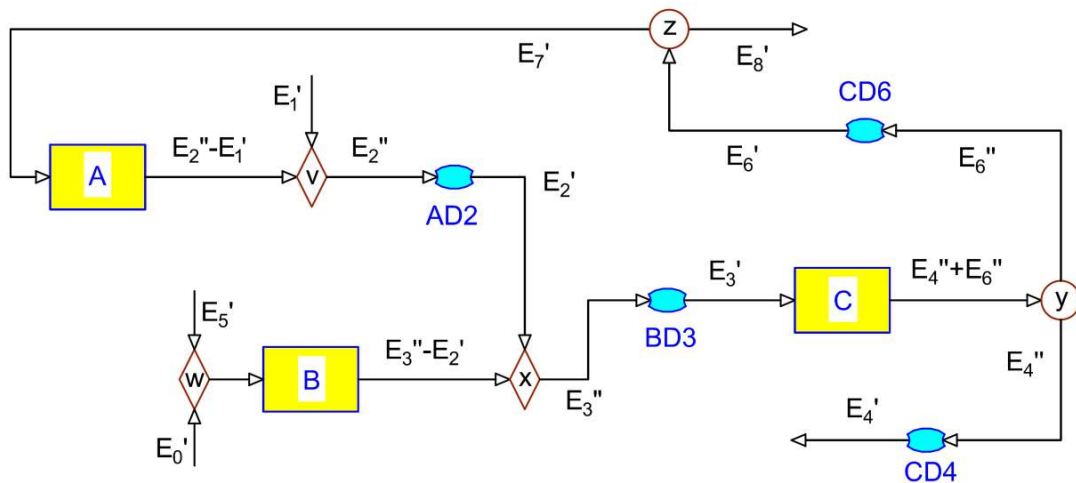 z
E₇'
E₈'
E₁'
CD6
E₂''-E₁'
E₂''
E₆'
E₆''
A
v
E₂'
AD2
E₃'
E₄''+E₆''
E₅'
C
y
E₃''-E₂'
BD3
E₄''
w
B
x
E₃''
E₄'
E₀'
CD4